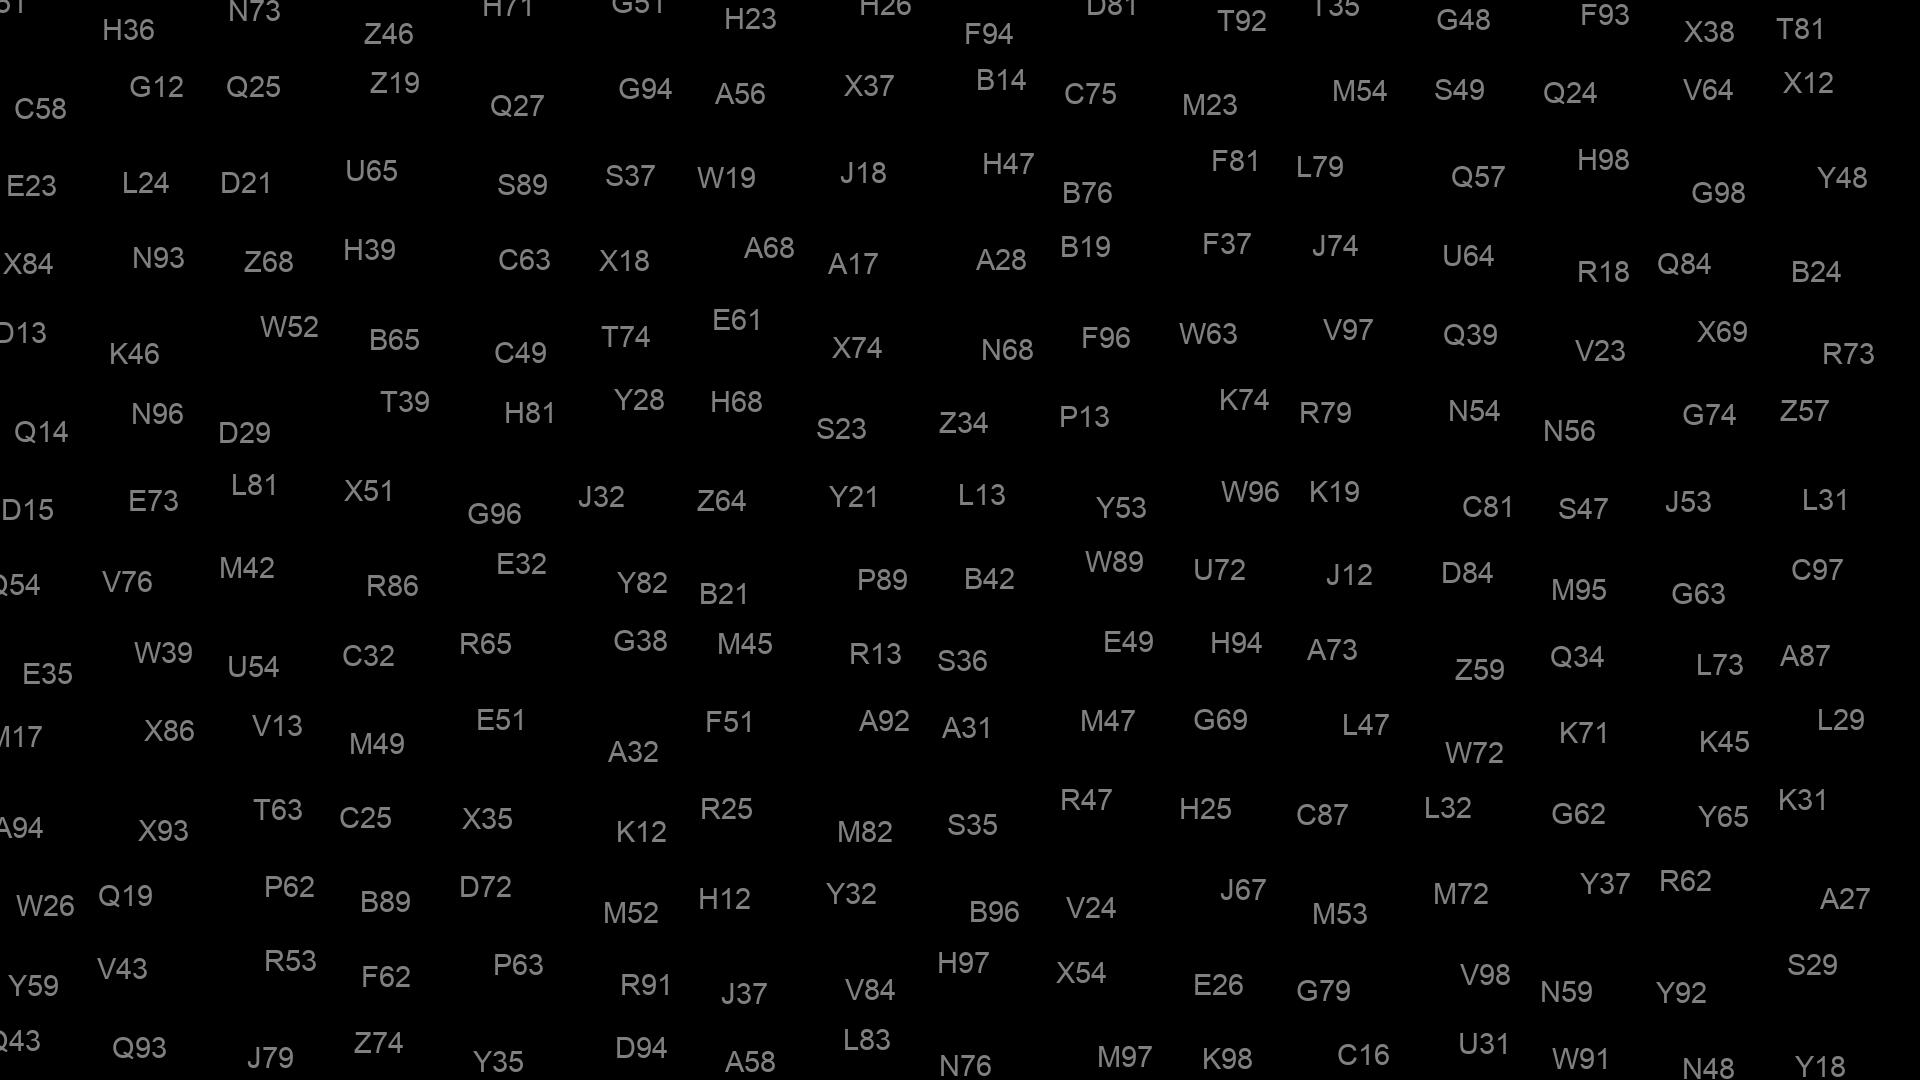 H36 N73 Z46 H71 G51 H23 H26 F94 D81 T92 T35 G48 F93 X38 T81
C58 G12 Q25 Z19 Q27 G94 A56 X37 B14 C75 M23 M54 S49 Q24 V64 X12
E23 L24 D21 U65 S89 S37 W19 J18 H47 B76 F81 L79 Q57 H98 G98 Y48
X84 N93 Z68 H39 C63 X18 A68 A17 A28 B19 F37 J74 U64 R18 Q84 B24
D13 K46 W52 B65 C49 T74 E61 X74 N68 F96 W63 V97 Q39 V23 X69 R73
Q14 N96 D29 T39 H81 Y28 H68 S23 Z34 P13 K74 R79 N54 N56 G74 Z57
D15 E73 L81 X51 G96 J32 Z64 Y21 L13 Y53 W96 K19 C81 S47 J53 L31
Q54 V76 M42 R86 E32 Y82 B21 P89 B42 W89 U72 J12 D84 M95 G63 C97
E35 W39 U54 C32 R65 G38 M45 R13 S36 E49 H94 A73 Z59 Q34 L73 A87
M17 X86 V13 M49 E51 A32 F51 A92 A31 M47 G69 L47 W72 K71 K45 L29
A94 X93 T63 C25 X35 K12 R25 M82 S35 R47 H25 C87 L32 G62 Y65 K31
W26 Q19 P62 B89 D72 M52 H12 Y32 B96 V24 J67 M53 M72 Y37 R62 A27
Y59 V43 R53 F62 P63 R91 J37 V84 H97 X54 E26 G79 V98 N59 Y92 S29
Q43 Q93 J79 Z74 Y35 D94 A58 L83 N76 M97 K98 C16 U31 W91 N48 Y18